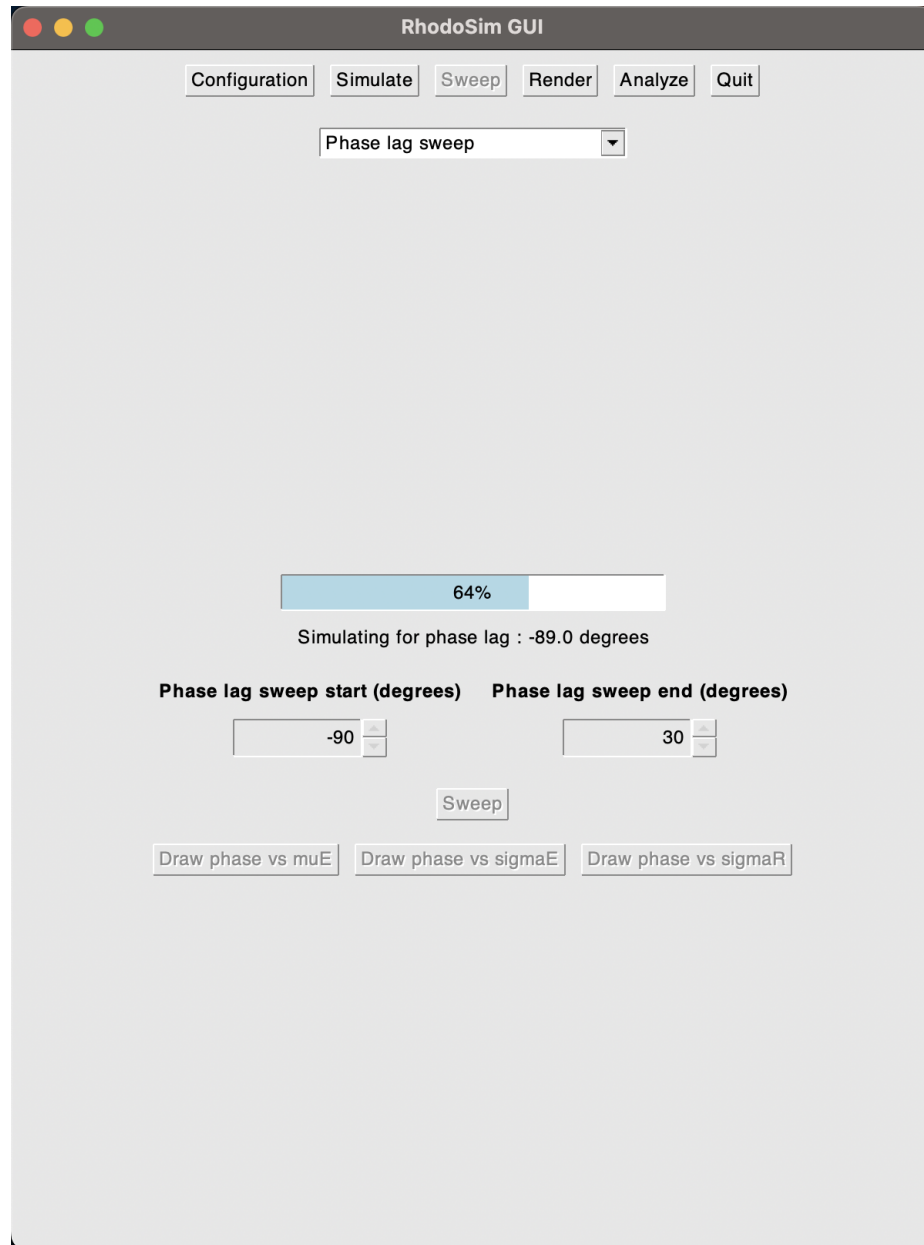 RhodoSim GUI
Configuration Simulate Sweep Render Analyze Quit
Phase lag sweep
64%
Simulating for phase lag : -89.0 degrees
Phase lag sweep start (degrees) Phase lag sweep end (degrees)
-90 30
Sweep
Draw phase vs muE Draw phase vs sigmaE Draw phase vs sigmaR